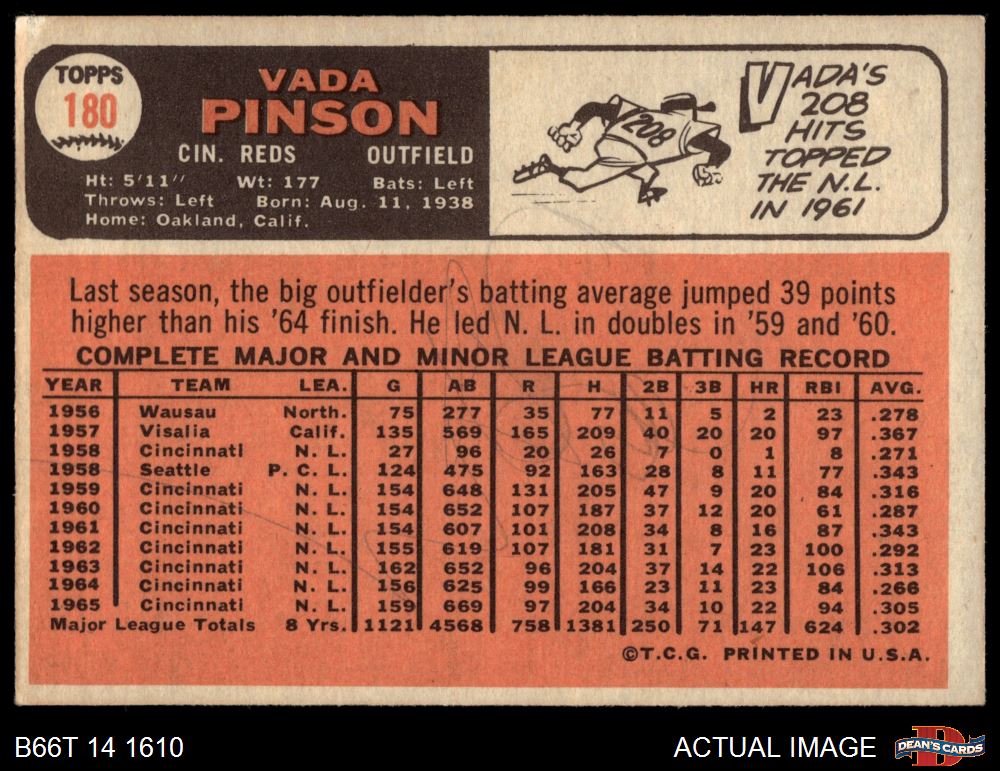 TOPPS
180
VADA
PINSON
CIN. REDS OUTFIELD
Ht: 5'11" Wt: 177 Bats: Left
Throws: Left Born: Aug. 11, 1938
Home: Oakland, Calif.
208
VADA'S
208
HITS
TOPPED
THE N.L.
IN 1961
Last season, the big outfielder's batting average jumped 39 points
higher than his '64 finish. He led N. L. in doubles in '59 and '60.
COMPLETE MAJOR AND MINOR LEAGUE BATTING RECORD
YEAR TEAM LEA. G AB R H 2B 3B HR RBI AVG.
1956 Wausau North. 75 277 35 77 11 5 2 23 .278
1957 Visalia Calif. 135 569 165 209 40 20 20 97 .367
1958 Cincinnati N. L. 27 96 20 26 7 0 1 8 .271
1958 Seattle P. C. L. 124 475 92 163 28 8 11 77 .343
1959 Cincinnati N. L. 154 648 131 205 47 9 20 84 .316
1960 Cincinnati N. L. 154 652 107 187 37 12 20 61 .287
1961 Cincinnati N. L. 154 607 101 208 34 8 16 87 .343
1962 Cincinnati N. L. 155 619 107 181 31 7 23 100 .292
1963 Cincinnati N. L. 162 652 96 204 37 14 22 106 .313
1964 Cincinnati N. L. 156 625 99 166 23 11 23 84 .266
1965 Cincinnati N. L. 159 669 97 204 34 10 22 94 .305
Major League Totals 8 Yrs. 1121 4568 758 1381 250 71 147 624 .302
©T.C.G. PRINTED IN U.S.A.
B66T 14 1610
ACTUAL IMAGE
D
DEAN'S CARDS